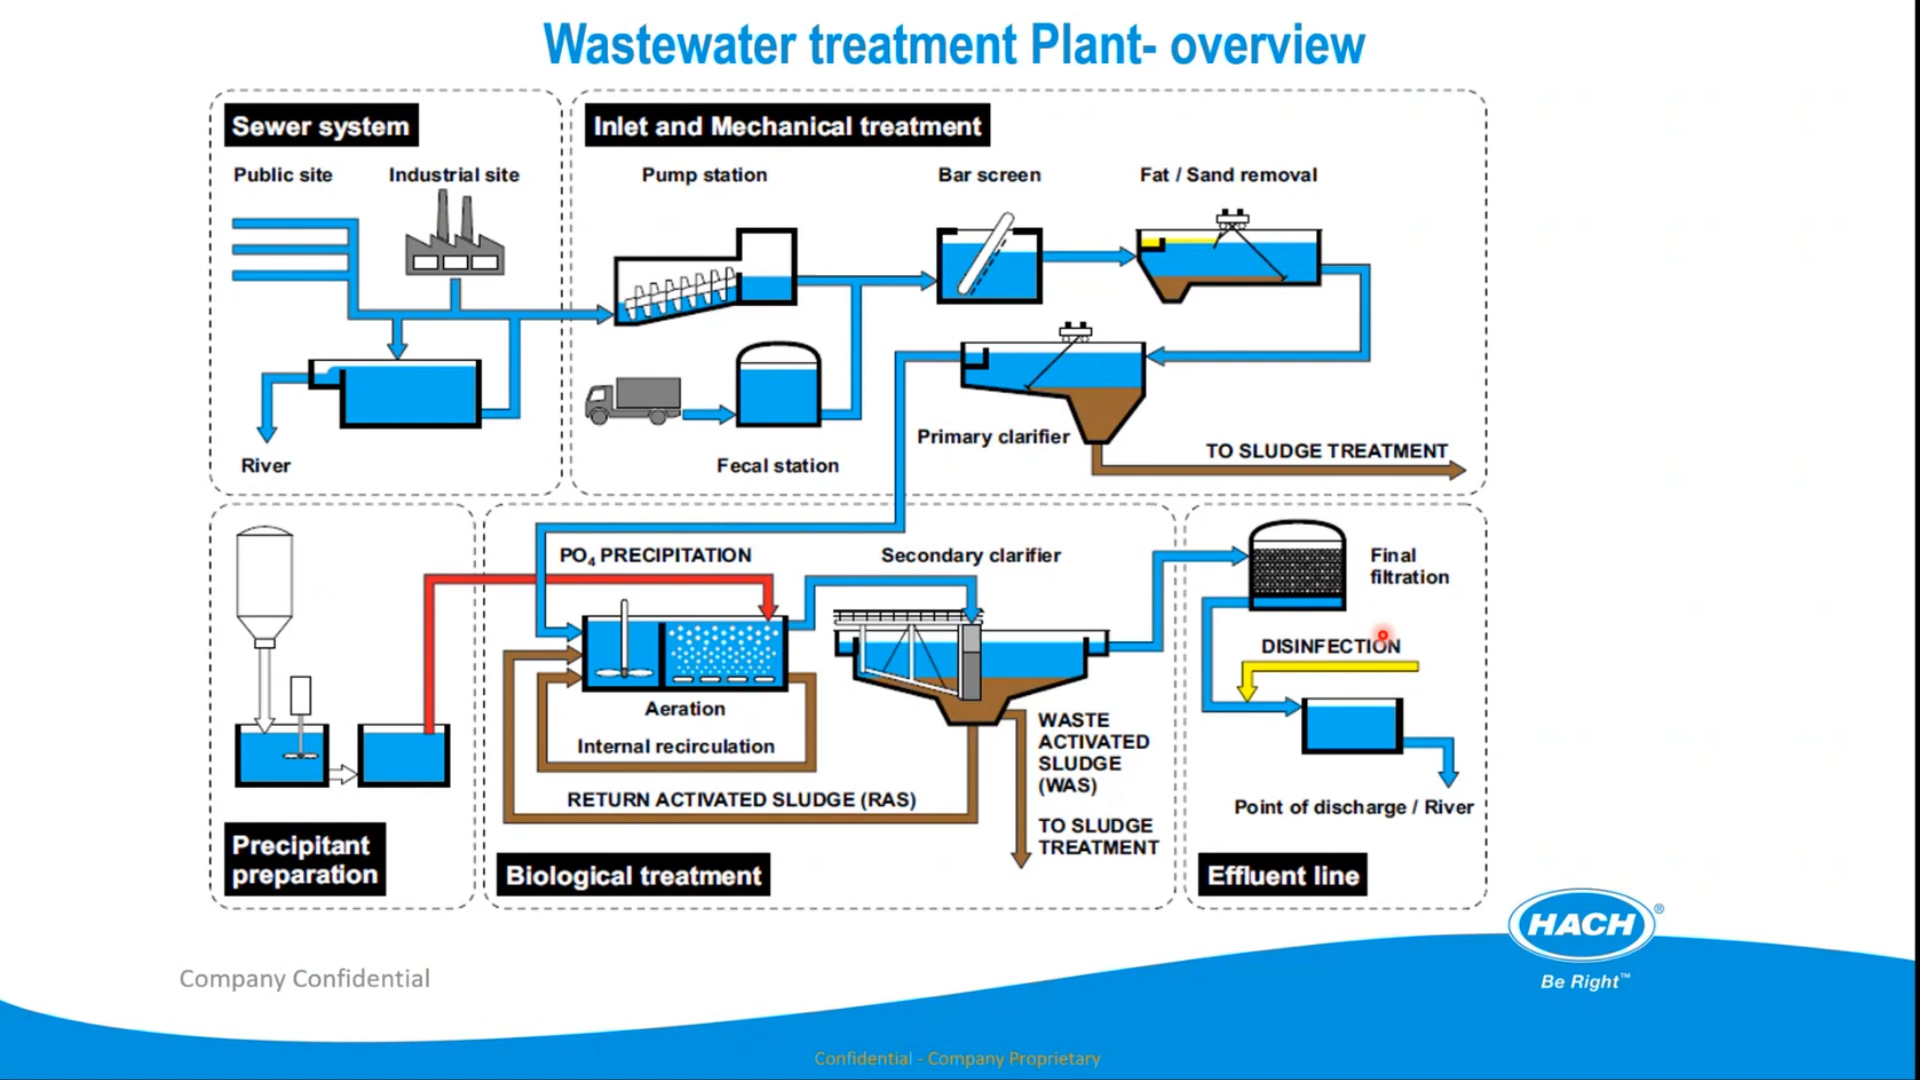 Wastewater treatment Plant- overview
Sewer system
Public site
Industrial site
River
Inlet and Mechanical treatment
Pump station
Bar screen
Fat / Sand removal
Fecal station
Primary clarifier
TO SLUDGE TREATMENT
Precipitant
preparation
PO₄ PRECIPITATION
Secondary clarifier
Aeration
Internal recirculation
RETURN ACTIVATED SLUDGE (RAS)
WASTE
ACTIVATED
SLUDGE
(WAS)
TO SLUDGE
TREATMENT
Biological treatment
Final
filtration
DISINFECTION
Point of discharge / River
Effluent line
HACH®
Be Right™
Company Confidential
Confidential - Company Proprietary